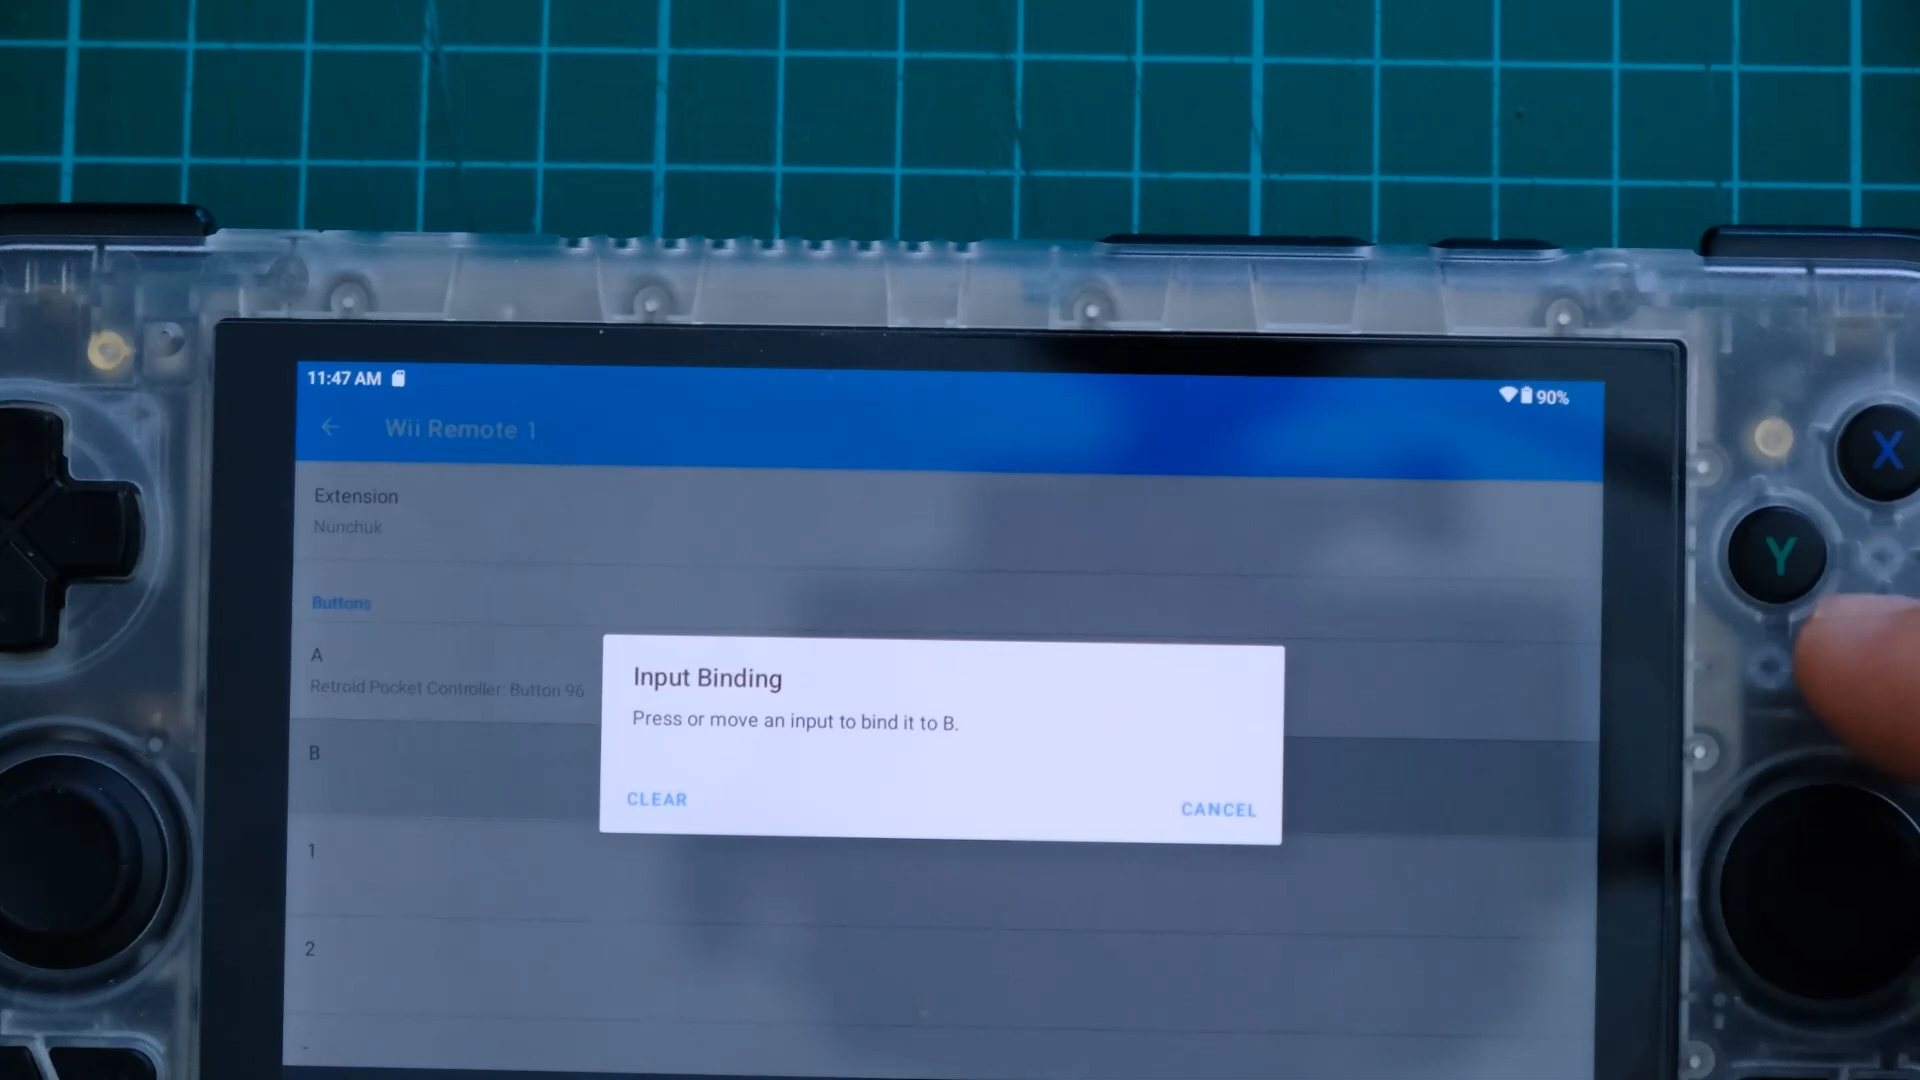 11:47 AM
90%
Wii Remote 1
Extension
Nunchuk
Buttons
A
Retroid Pocket Controller: Button 96
B
1
2
-
Input Binding
Press or move an input to bind it to B.
CLEAR
CANCEL
X
Y